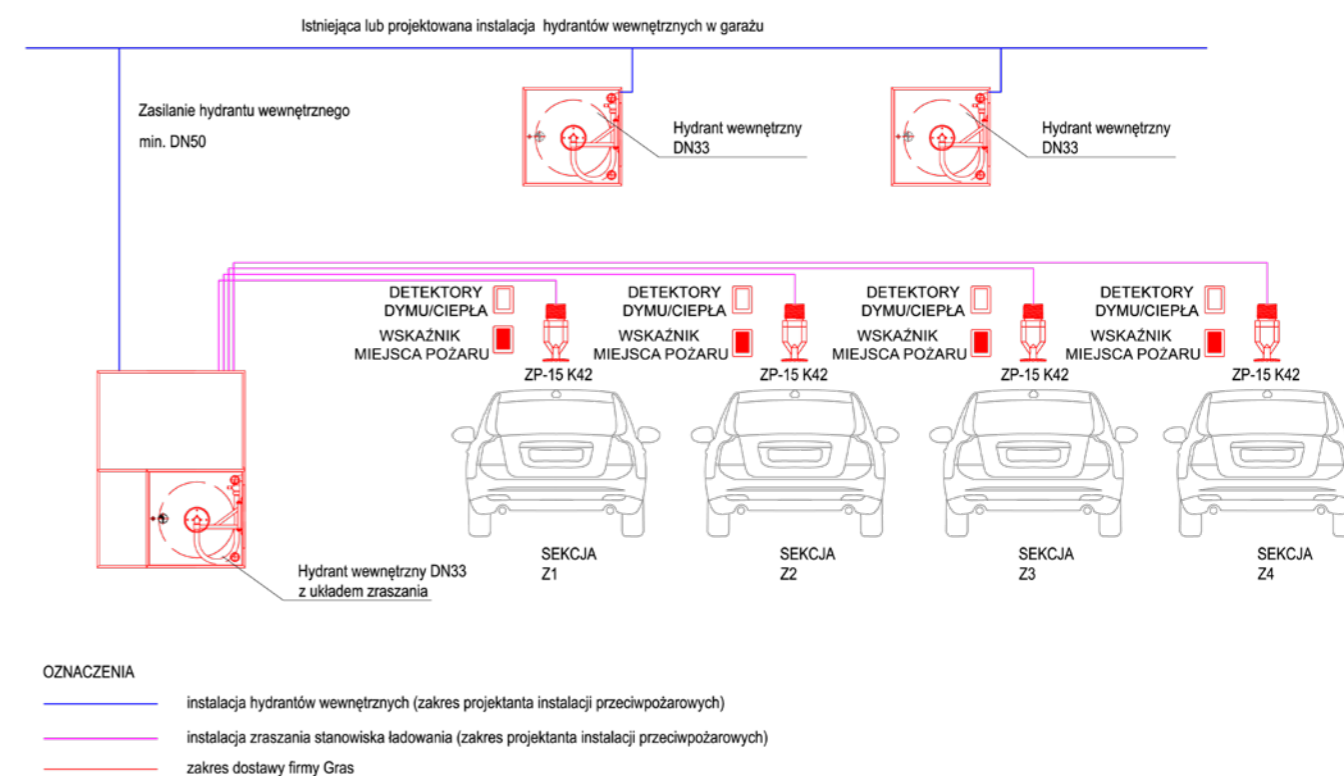 Istniejąca lub projektowana instalacja hydrantów wewnętrznych w garażu
Zasilanie hydrantu wewnętrznego
min. DN50
Hydrant wewnętrzny
DN33
Hydrant wewnętrzny
DN33
DETEKTORY
DYMU/CIEPŁA
WSKAŹNIK
MIEJSCA POŻARU
ZP-15 K42
DETEKTORY
DYMU/CIEPŁA
WSKAŹNIK
MIEJSCA POŻARU
ZP-15 K42
DETEKTORY
DYMU/CIEPŁA
WSKAŹNIK
MIEJSCA POŻARU
ZP-15 K42
DETEKTORY
DYMU/CIEPŁA
WSKAŹNIK
MIEJSCA POŻARU
ZP-15 K42
SEKCJA
Z1
SEKCJA
Z2
SEKCJA
Z3
SEKCJA
Z4
Hydrant wewnętrzny DN33
z układem zraszania
OZNACZENIA
instalacja hydrantów wewnętrznych (zakres projektanta instalacji przeciwpożarowych)
instalacja zraszania stanowiska ładowania (zakres projektanta instalacji przeciwpożarowych)
zakres dostawy firmy Gras